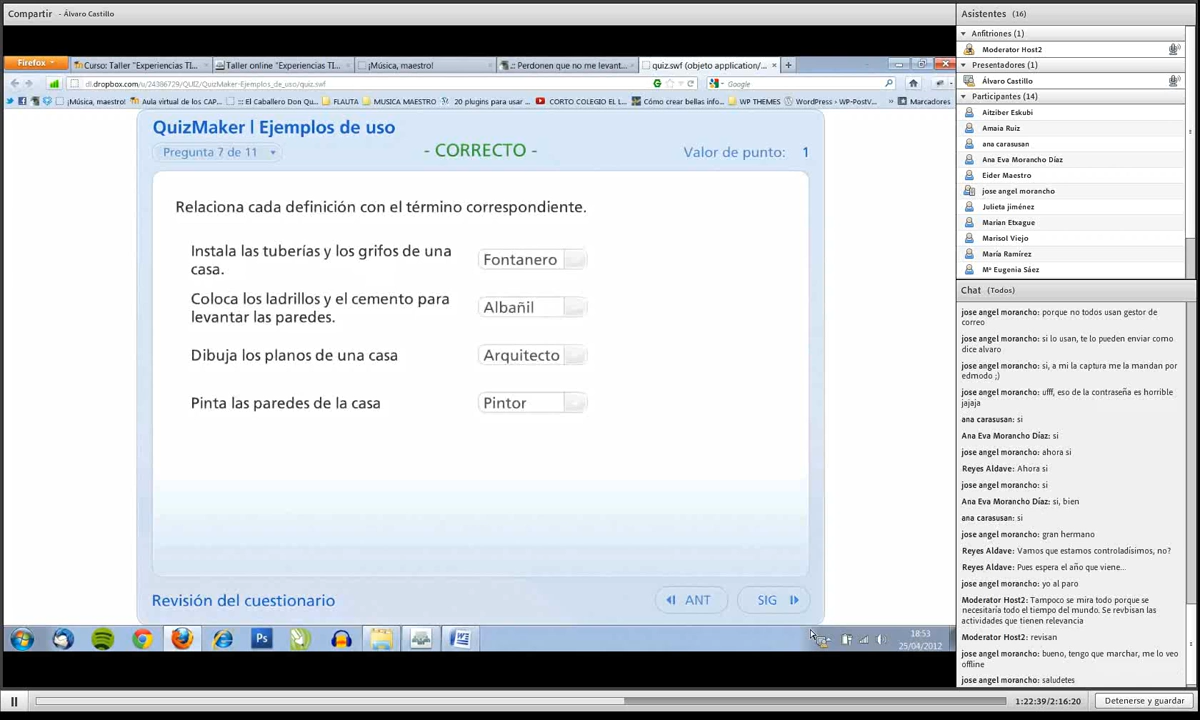 Compartir - Álvaro Castillo
Firefox
Curso: Taller "Experiencias TI...
Taller online "Experiencias TI...
¡Música, maestro!
.:: Perdonen que no me levant...
quiz.swf (objeto application/...
dl.dropbox.com/u/24386729/QUIZ/QuizMaker-Ejemplos_de_uso/quiz.swf
Google
¡Música, maestro!
Aula virtual de los CAP...
:: El Caballero Don Qu...
FLAUTA
MUSICA MAESTRO
20 plugins para usar ...
CORTO COLEGIO EL L...
Cómo crear bellas info...
WP THEMES
WordPress › WP-PostV...
Marcadores
QuizMaker | Ejemplos de uso
Pregunta 7 de 11
- CORRECTO -
Valor de punto: 1
Relaciona cada definición con el término correspondiente.
Instala las tuberías y los grifos de una
casa.
Fontanero
Coloca los ladrillos y el cemento para
levantar las paredes.
Albañil
Dibuja los planos de una casa
Arquitecto
Pinta las paredes de la casa
Pintor
Revisión del cuestionario
ANT
SIG
Ps
18:53
25/04/2012
Asistentes (16)
Anfitriones (1)
Moderator Host2
Presentadores (1)
Álvaro Castillo
Participantes (14)
Aitziber Eskubi
Amaia Ruiz
ana carasusan
Ana Eva Morancho Díaz
Eider Maestro
jose angel morancho
Julieta jiménez
Marian Etxague
Marisol Viejo
María Ramírez
Mª Eugenia Sáez
Chat (Todos)
jose angel morancho: porque no todos usan gestor de
correo
jose angel morancho: si lo usan, te lo pueden enviar como
dice alvaro
jose angel morancho: si, a mi la captura me la mandan por
edmodo ;)
jose angel morancho: ufff, eso de la contraseña es horrible
jajaja
ana carasusan: si
Ana Eva Morancho Díaz: si
jose angel morancho: ahora si
Reyes Aldave: Ahora si
jose angel morancho: si
Ana Eva Morancho Díaz: si, bien
ana carasusan: si
jose angel morancho: gran hermano
Reyes Aldave: Vamos que estamos controladísimos, no?
Reyes Aldave: Pues espera el año que viene...
jose angel morancho: yo al paro
Moderator Host2: Tampoco se mira todo porque se
necesitaría todo el tiempo del mundo. Se revbisan las
actividades que tienen relevancia
Moderator Host2: revisan
jose angel morancho: bueno, tengo que marchar, me lo veo
offline
jose angel morancho: saludetes
1:22:39/2:16:20
Detenerse y guardar